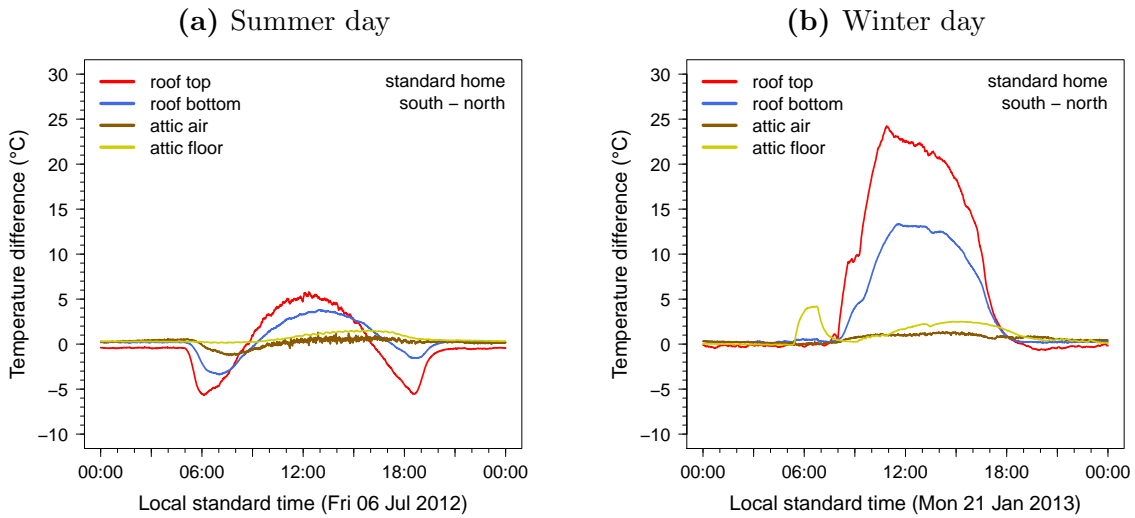 (a) Summer day
roof top
roof bottom
attic air
attic floor
standard home
south − north
30
25
20
15
10
5
0
−5
−10
Temperature difference (°C)
00:00 06:00 12:00 18:00 00:00
Local standard time (Fri 06 Jul 2012)
(b) Winter day
roof top
roof bottom
attic air
attic floor
standard home
south − north
30
25
20
15
10
5
0
−5
−10
Temperature difference (°C)
00:00 06:00 12:00 18:00 00:00
Local standard time (Mon 21 Jan 2013)